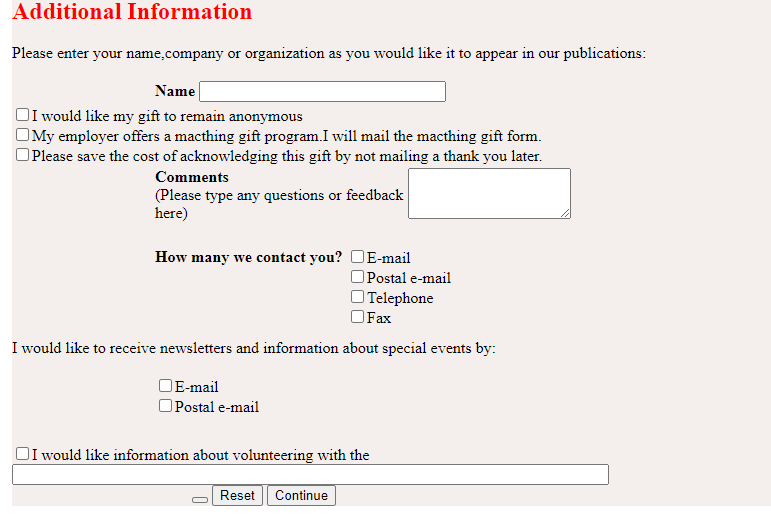 Additional Information
Please enter your name,company or organization as you would like it to appear in our publications:
Name
I would like my gift to remain anonymous
My employer offers a macthing gift program.I will mail the macthing gift form.
Please save the cost of acknowledging this gift by not mailing a thank you later.
Comments
(Please type any questions or feedback
here)
How many we contact you? E-mail
Postal e-mail
Telephone
Fax
I would like to receive newsletters and information about special events by:
E-mail
Postal e-mail
I would like information about volunteering with the
Reset Continue